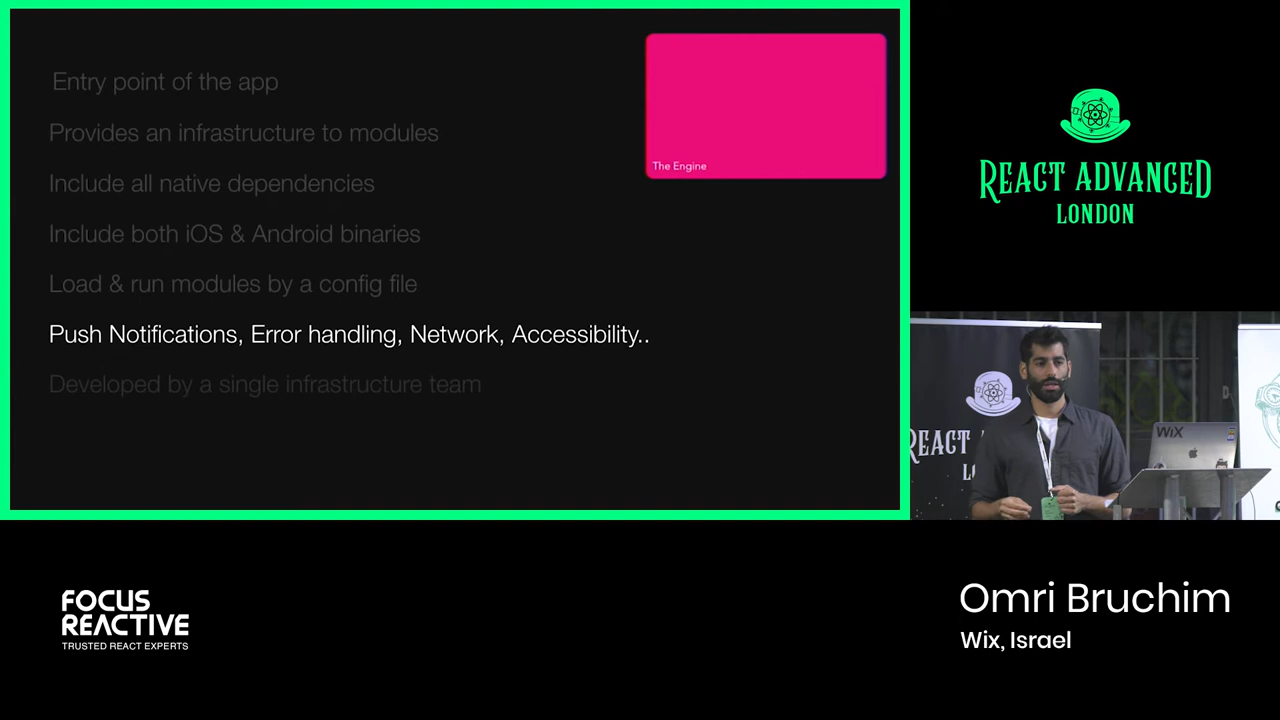 Entry point of the app
Provides an infrastructure to modules
Include all native dependencies
Include both iOS & Android binaries
Load & run modules by a config file
Push Notifications, Error handling, Network, Accessibility..
Developed by a single infrastructure team
The Engine
REACT ADVANCED
LONDON
REACT
WiX
FOCUS
REACTIVE
TRUSTED REACT EXPERTS
Omri Bruchim
Wix, Israel